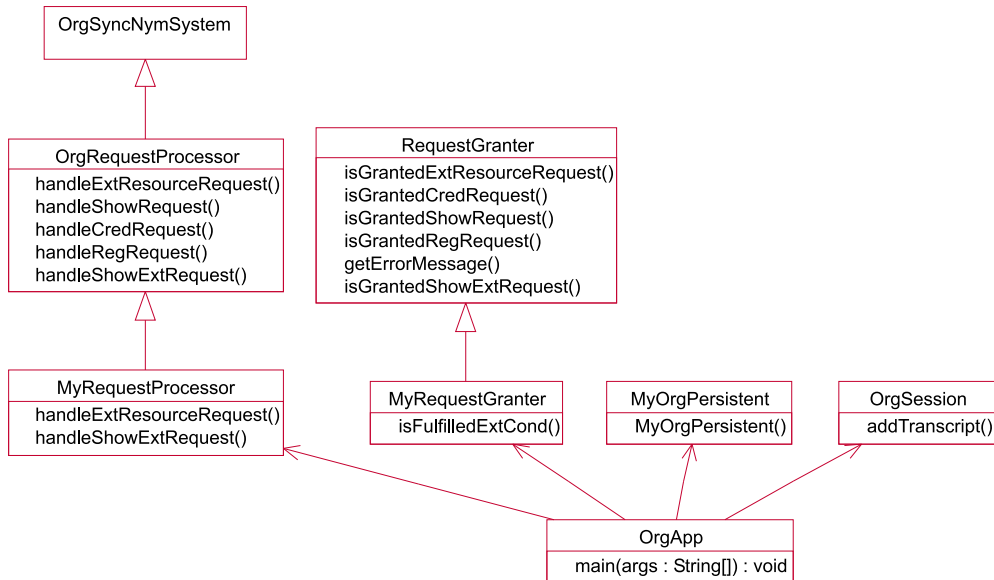 OrgSyncNymSystem
OrgRequestProcessor
handleExtResourceRequest()
handleShowRequest()
handleCredRequest()
handleRegRequest()
handleShowExtRequest()
RequestGranter
isGrantedExtResourceRequest()
isGrantedCredRequest()
isGrantedShowRequest()
isGrantedRegRequest()
getErrorMessage()
isGrantedShowExtRequest()
MyRequestProcessor
handleExtResourceRequest()
handleShowExtRequest()
MyRequestGranter
isFulfilledExtCond()
MyOrgPersistent
MyOrgPersistent()
OrgSession
addTranscript()
OrgApp
main(args : String[]) : void